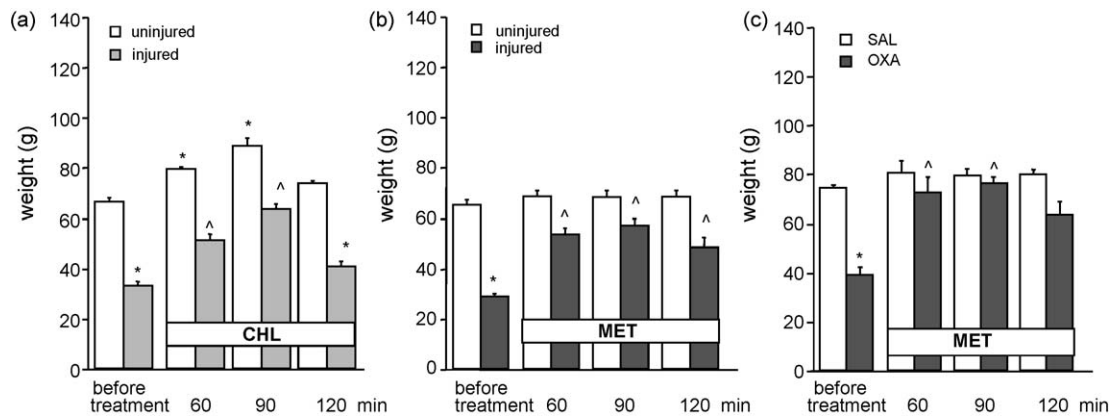 (a)
140
120
100
80
60
40
20
0
weight (g)
uninjured
injured
*
*
*
^
^
*
CHL
before
treatment 60 90 120 min
(b)
140
120
100
80
60
40
20
0
weight (g)
uninjured
injured
*
^
^
^
MET
before
treatment 60 90 120 min
(c)
140
120
100
80
60
40
20
0
weight (g)
SAL
OXA
*
^
^
MET
before
treatment 60 90 120 min